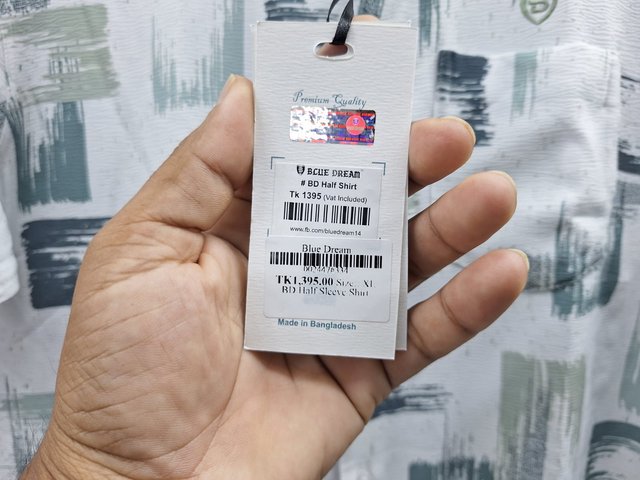 Premium Quality
BLUE DREAM
# BD Half Shirt
Tk 1395 (Vat Included)
www.fb.com/bluedream14
Blue Dream
TK1,395.00 Size XL
BD Half Sleeve Shirt
Made in Bangladesh